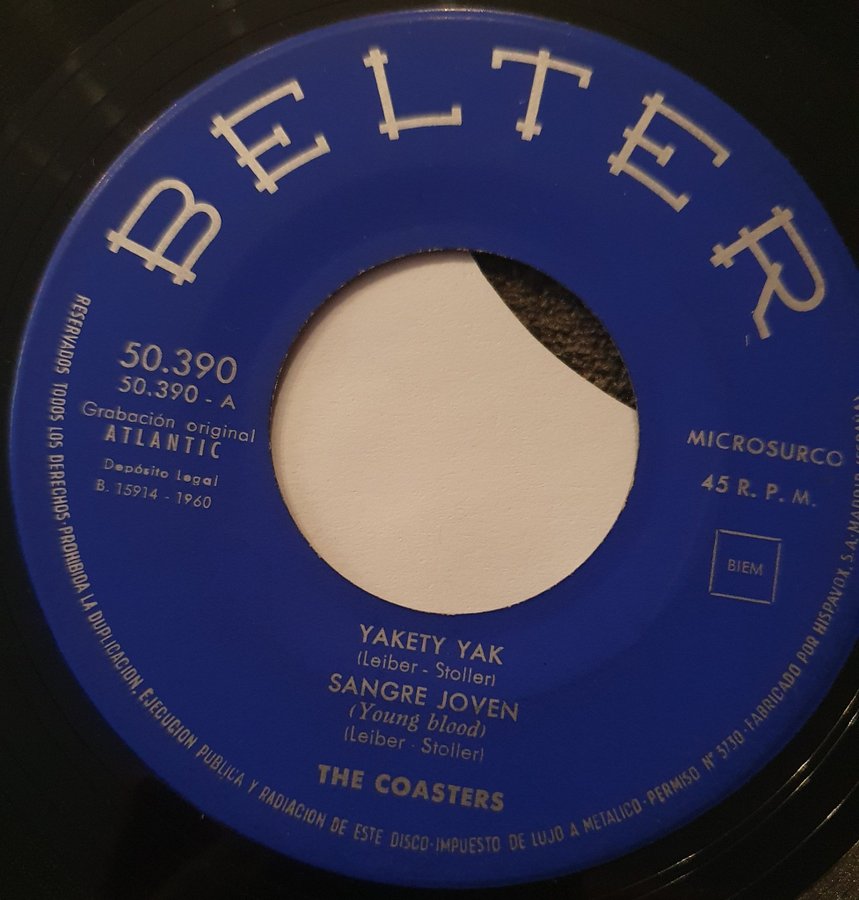 BELTER
50.390
50.390 - A
Grabación original
ATLANTIC
Depósito Legal
B. 15914 - 1960
MICROSURCO
45 R. P. M.
BIEM
YAKETY YAK
(Leiber - Stoller)
SANGRE JOVEN
(Young blood)
(Leiber - Stoller)
THE COASTERS
RESERVADOS TODOS LOS DERECHOS·PROHIBIDA LA DUPLICACION, EJECUCION PUBLICA Y RADIACION DE ESTE DISCO·IMPUESTO DE LUJO A METALICO·PERMISO Nº 5730·FABRICADO POR HISPAVOX, S.A.